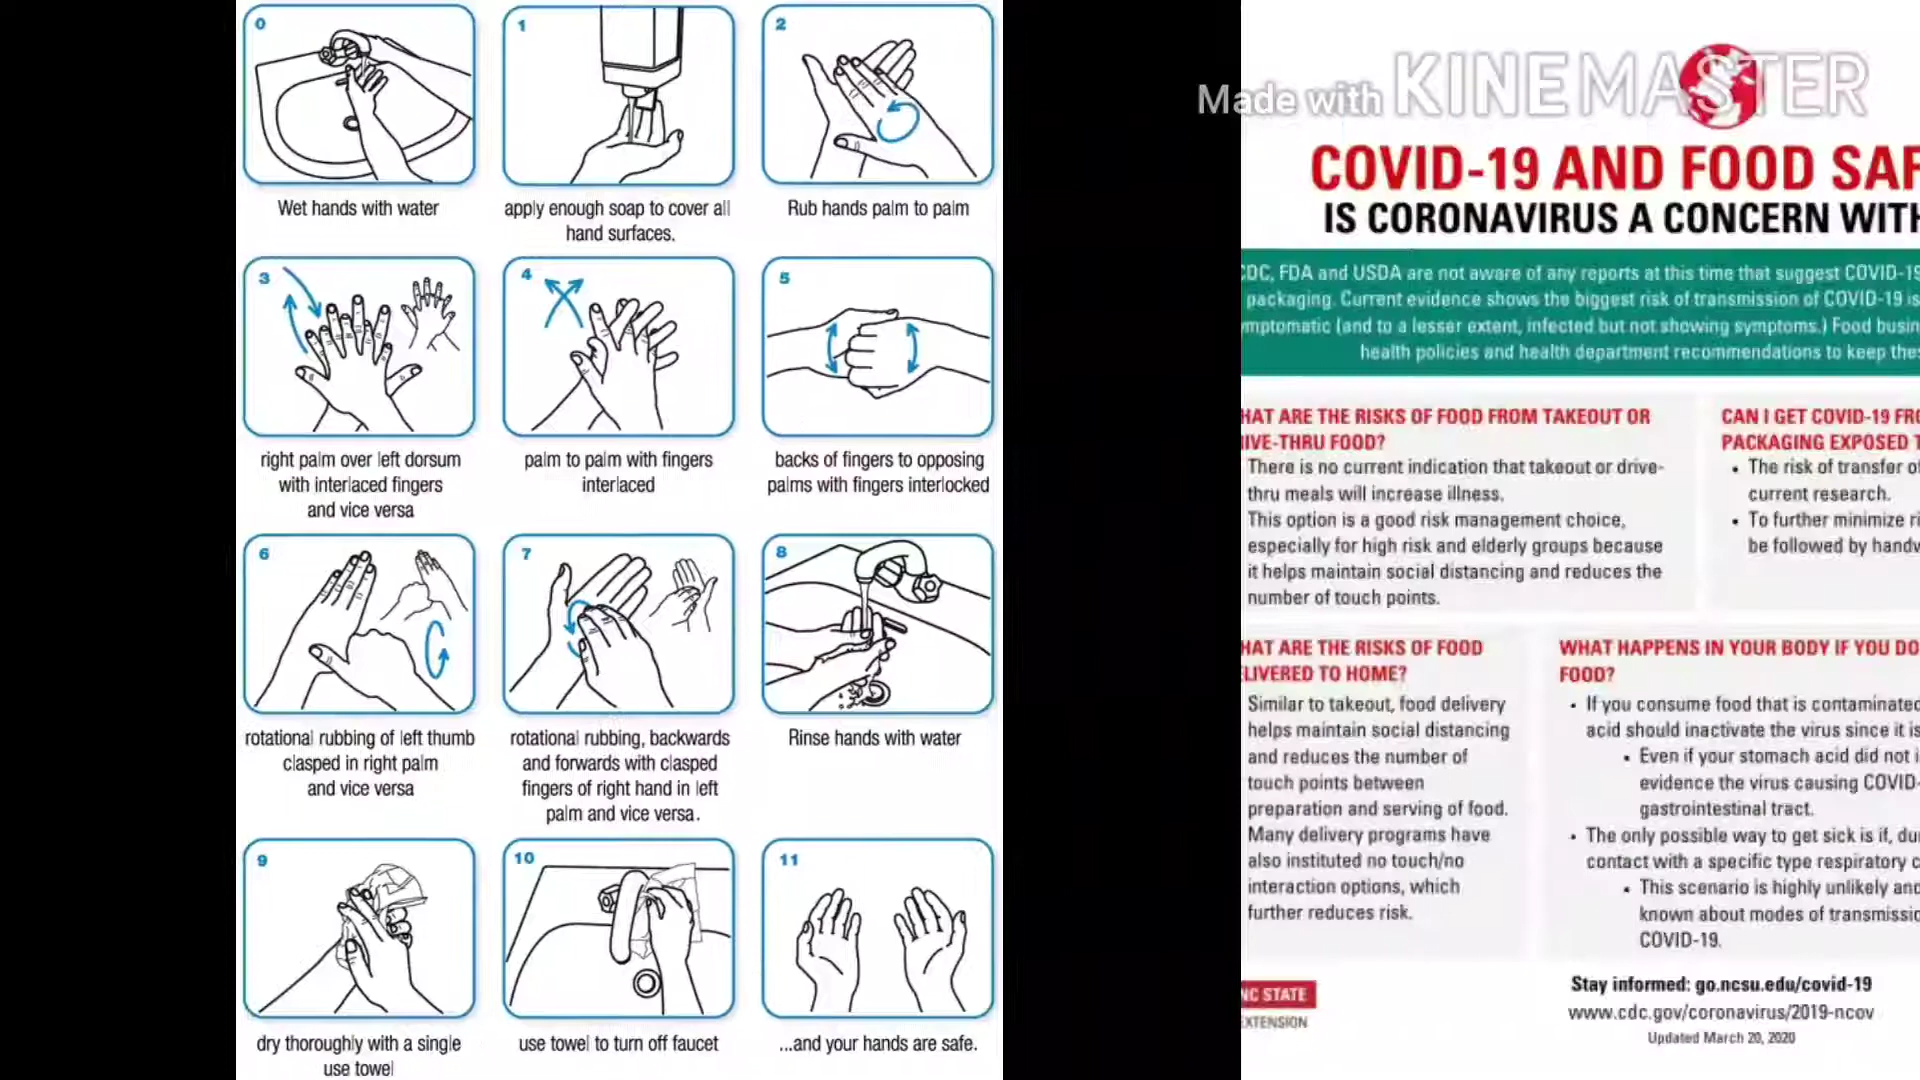 0
Wet hands with water
1
apply enough soap to cover all
hand surfaces.
2
Rub hands palm to palm
3
right palm over left dorsum
with interlaced fingers
and vice versa
4
palm to palm with fingers
interlaced
5
backs of fingers to opposing
palms with fingers interlocked
6
rotational rubbing of left thumb
clasped in right palm
and vice versa
7
rotational rubbing, backwards
and forwards with clasped
fingers of right hand in left
palm and vice versa.
8
Rinse hands with water
9
dry thoroughly with a single
use towel
10
use towel to turn off faucet
11
...and your hands are safe.
Made with KINEMASTER
COVID-19 AND FOOD SAF
IS CORONAVIRUS A CONCERN WITH
CDC, FDA and USDA are not aware of any reports at this time that suggest COVID-19
packaging. Current evidence shows the biggest risk of transmission of COVID-19 is
mptomatic (and to a lesser extent, infected but not showing symptoms.) Food busin
health policies and health department recommendations to keep thes
HAT ARE THE RISKS OF FOOD FROM TAKEOUT OR
IVE-THRU FOOD?
There is no current indication that takeout or drive-
thru meals will increase illness.
This option is a good risk management choice,
especially for high risk and elderly groups because
it helps maintain social distancing and reduces the
number of touch points.
CAN I GET COVID-19 FRO
PACKAGING EXPOSED T
• The risk of transfer of
current research.
• To further minimize ri
be followed by handw
HAT ARE THE RISKS OF FOOD
LIVERED TO HOME?
Similar to takeout, food delivery
helps maintain social distancing
and reduces the number of
touch points between
preparation and serving of food.
Many delivery programs have
also instituted no touch/no
interaction options, which
further reduces risk.
WHAT HAPPENS IN YOUR BODY IF YOU DO
FOOD?
• If you consume food that is contaminated
acid should inactivate the virus since it is
• Even if your stomach acid did not i
evidence the virus causing COVID-
gastrointestinal tract.
• The only possible way to get sick is if, du
contact with a specific type respiratory c
• This scenario is highly unlikely and
known about modes of transmissio
COVID-19.
NC STATE
EXTENSION
Stay informed: go.ncsu.edu/covid-19
www.cdc.gov/coronavirus/2019-ncov
Updated March 20, 2020